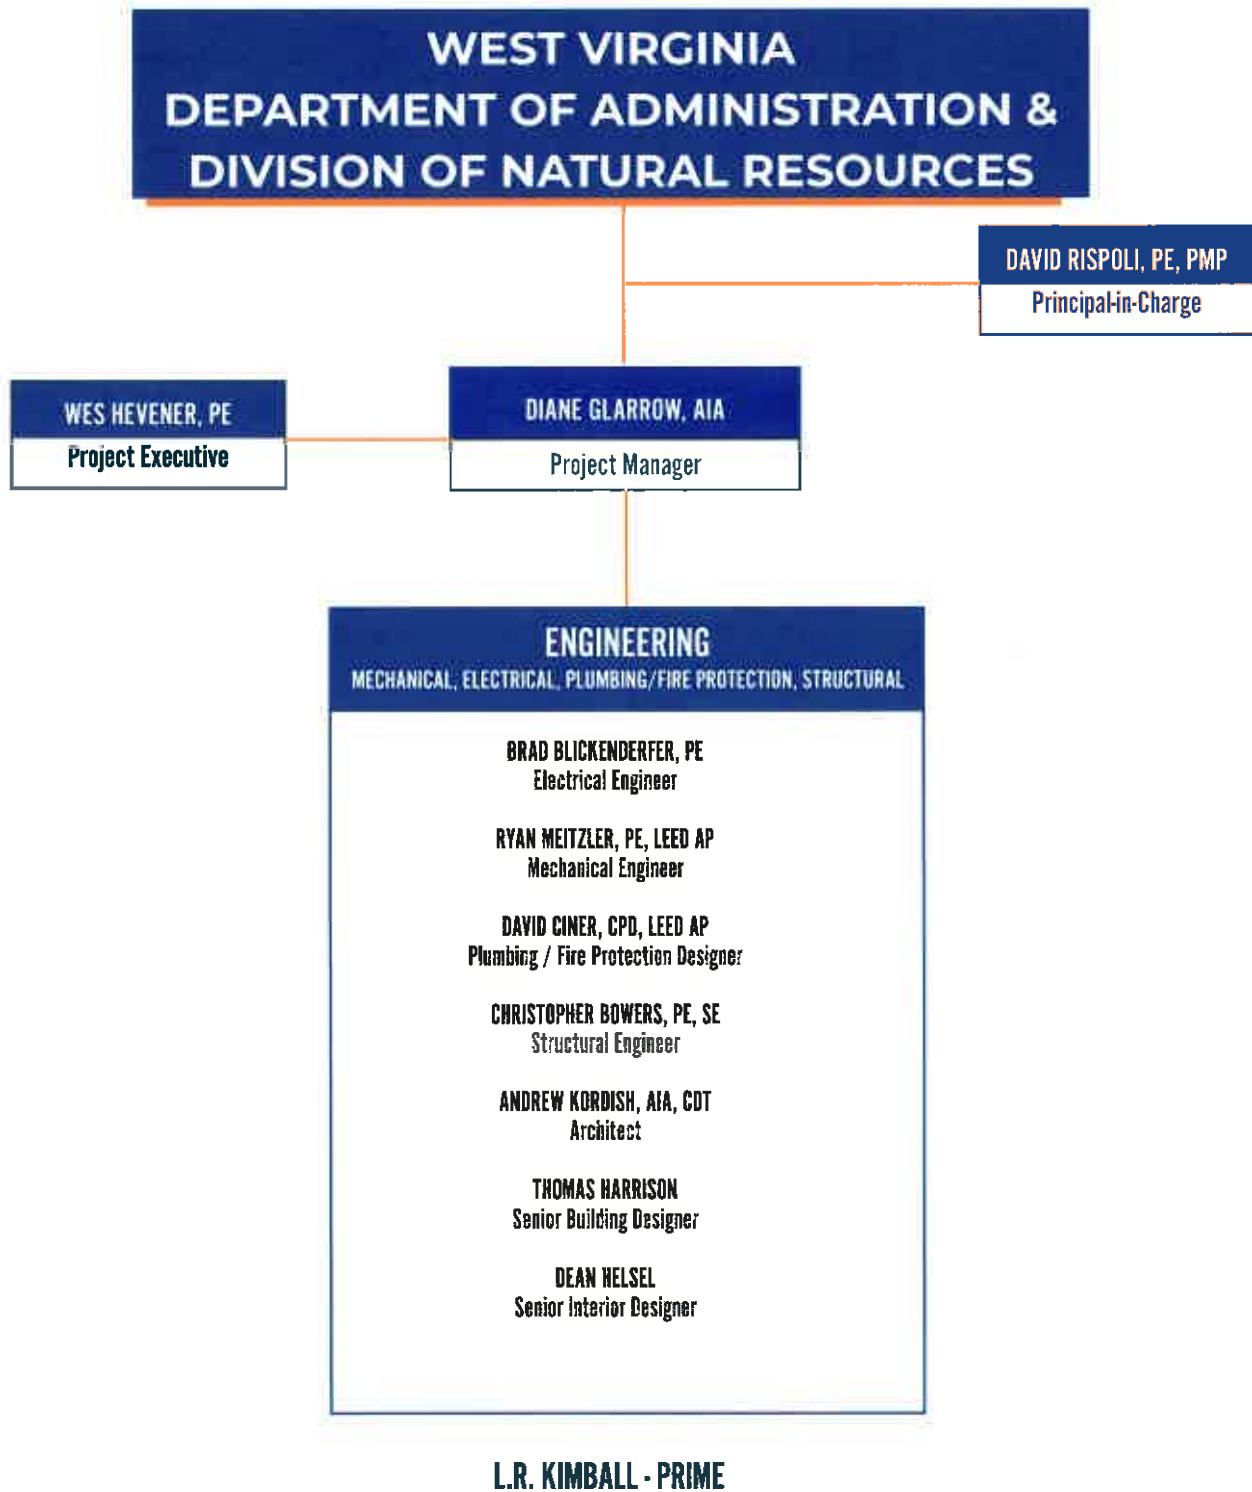 WEST VIRGINIA
DEPARTMENT OF ADMINISTRATION &
DIVISION OF NATURAL RESOURCES
DAVID RISPOLI, PE, PMP
Principal-in-Charge
WES HEVENER, PE
Project Executive
DIANE GLARROW, AIA
Project Manager
ENGINEERING
MECHANICAL, ELECTRICAL, PLUMBING/FIRE PROTECTION, STRUCTURAL
BRAD BLICKENDERFER, PE
Electrical Engineer
RYAN MEITZLER, PE, LEED AP
Mechanical Engineer
DAVID CINER, CPD, LEED AP
Plumbing / Fire Protection Designer
CHRISTOPHER BOWERS, PE, SE
Structural Engineer
ANDREW KORDISH, AIA, CDT
Architect
THOMAS HARRISON
Senior Building Designer
DEAN HELSEL
Senior Interior Designer
L.R. KIMBALL - PRIME